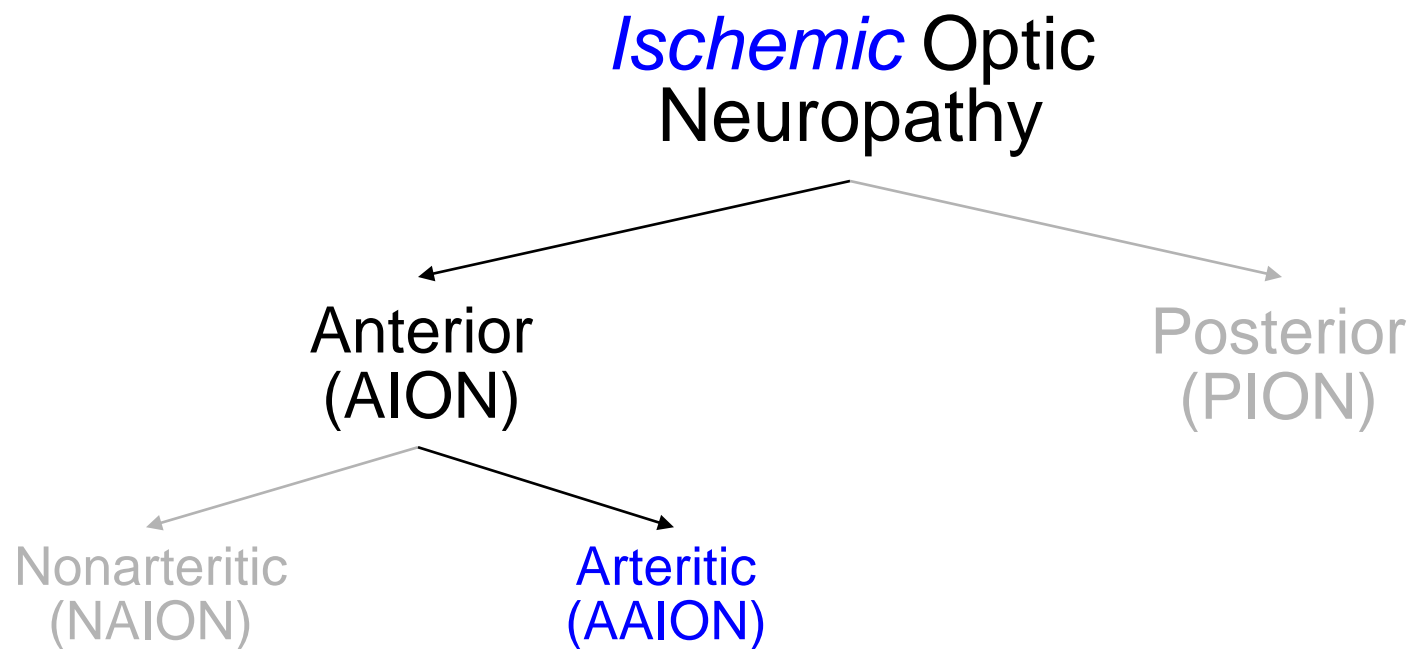 Ischemic Optic
Neuropathy
Anterior
(AION)
Posterior
(PION)
Nonarteritic
(NAION)
Arteritic
(AAION)